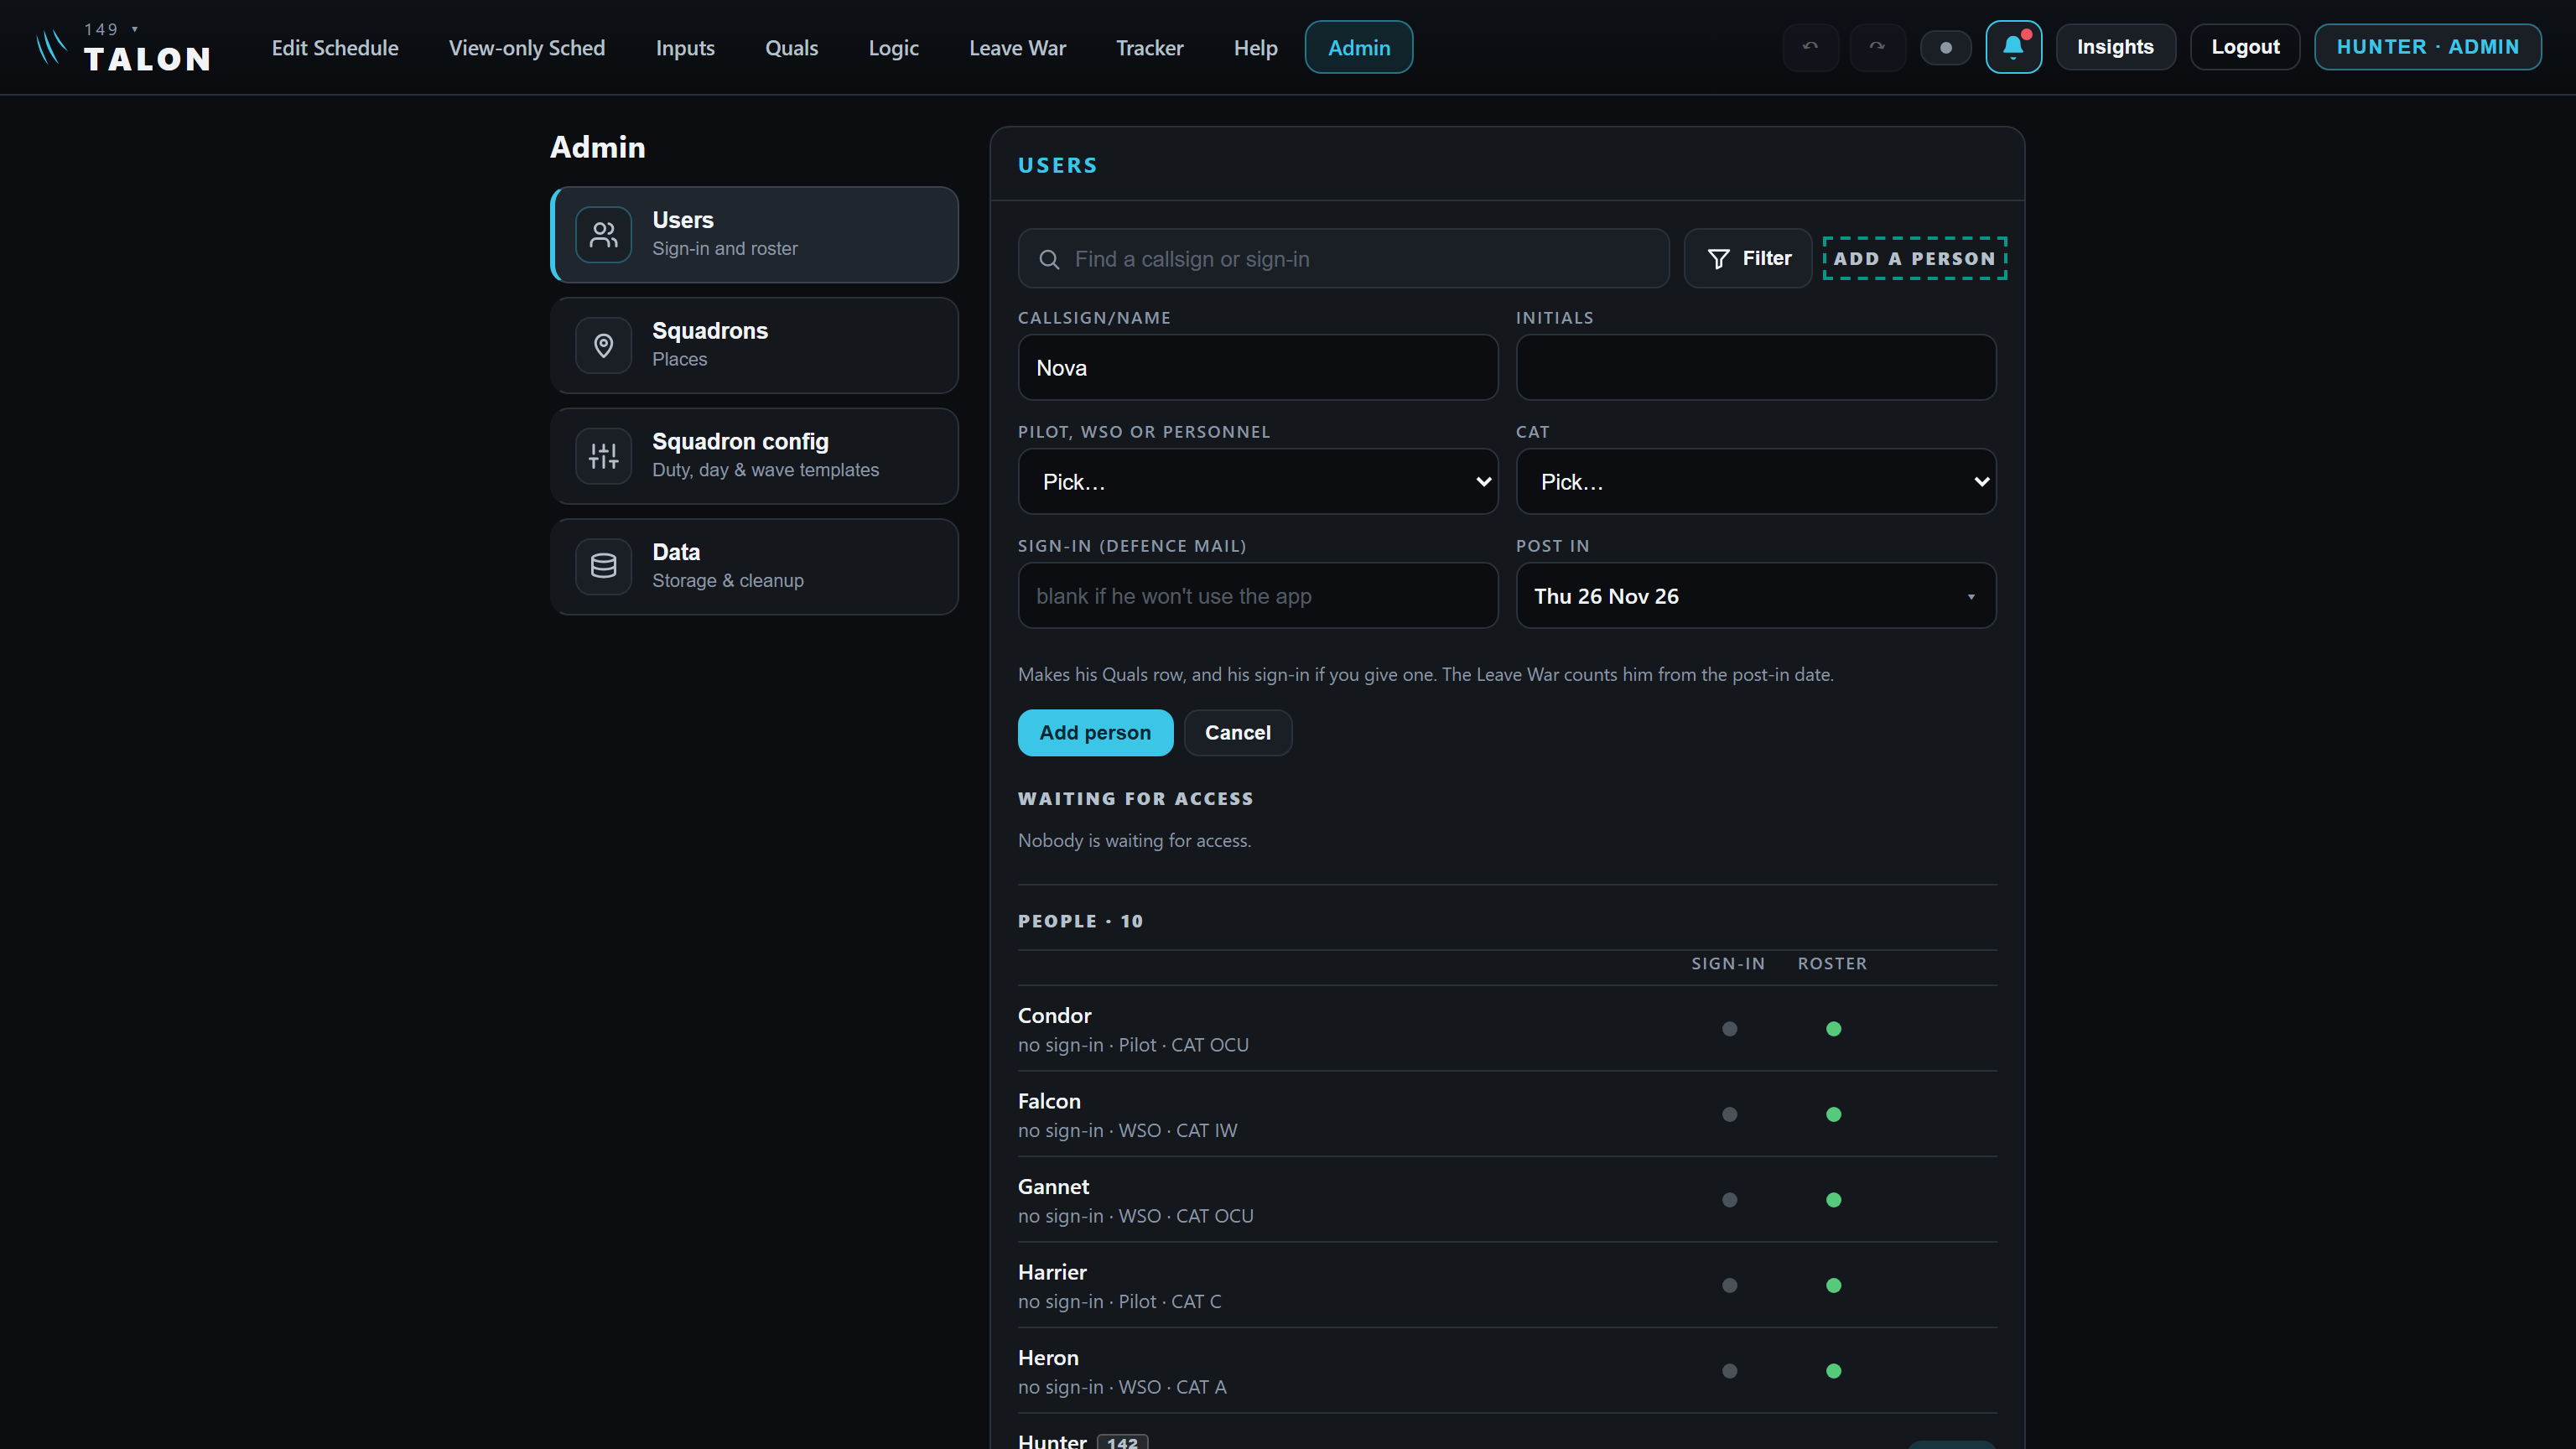 149 ▾
TALON
Edit Schedule
View-only Sched
Inputs
Quals
Logic
Leave War
Tracker
Help
Admin
Insights
Logout
HUNTER · ADMIN
Admin
Users
Sign-in and roster
Squadrons
Places
Squadron config
Duty, day & wave templates
Data
Storage & cleanup
USERS
Find a callsign or sign-in
Filter
ADD A PERSON
CALLSIGN/NAME
INITIALS
Nova
PILOT, WSO OR PERSONNEL
CAT
Pick…
Pick…
SIGN-IN (DEFENCE MAIL)
POST IN
blank if he won't use the app
Thu 26 Nov 26
Makes his Quals row, and his sign-in if you give one. The Leave War counts him from the post-in date.
Add person
Cancel
WAITING FOR ACCESS
Nobody is waiting for access.
PEOPLE · 10
SIGN-IN
ROSTER
Condor
no sign-in · Pilot · CAT OCU
Falcon
no sign-in · WSO · CAT IW
Gannet
no sign-in · WSO · CAT OCU
Harrier
no sign-in · Pilot · CAT C
Heron
no sign-in · WSO · CAT A
Hunter 142